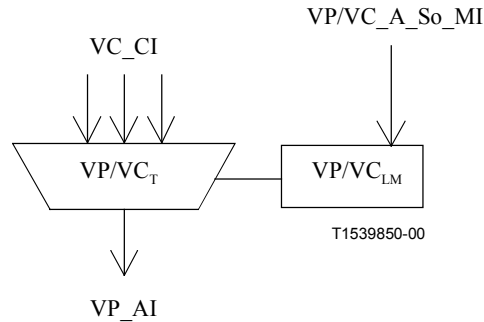 VP/VC_A_So_MI
VC_CI
VP/VC_T
VP/VC_LM
T1539850-00
VP_AI